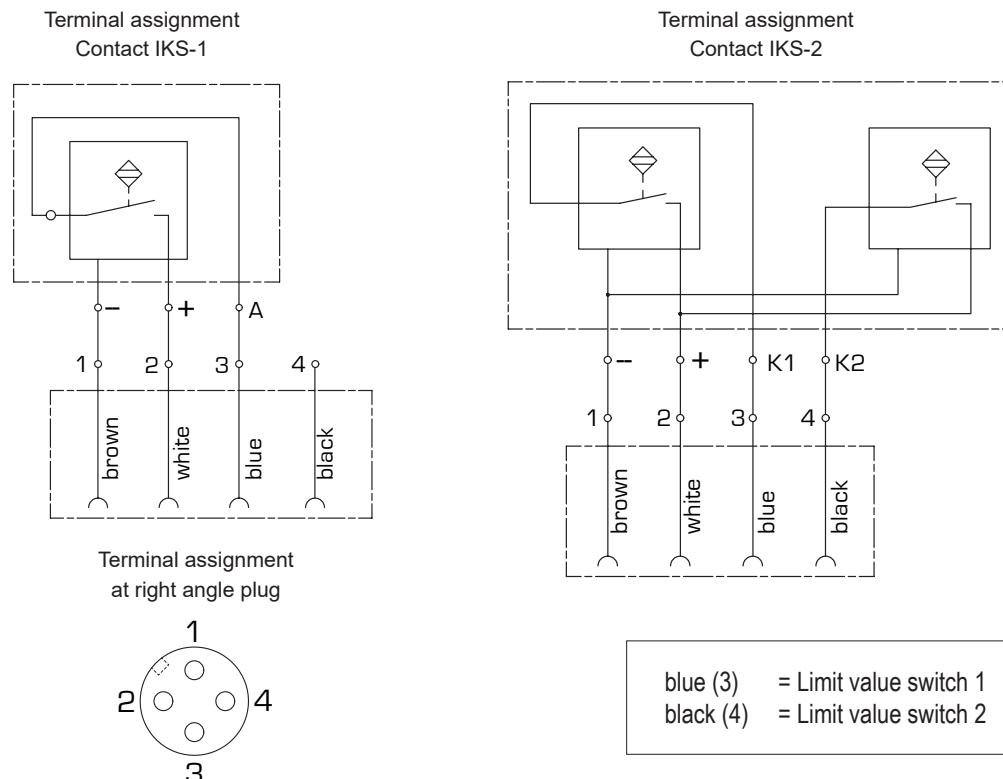 Terminal assignment
Contact IKS-1
- + A
1 2 3 4
brown white blue black
Terminal assignment
at right angle plug
1
2 4
3
Terminal assignment
Contact IKS-2
-- + K1 K2
1 2 3 4
brown white blue black
blue (3) = Limit value switch 1
black (4) = Limit value switch 2